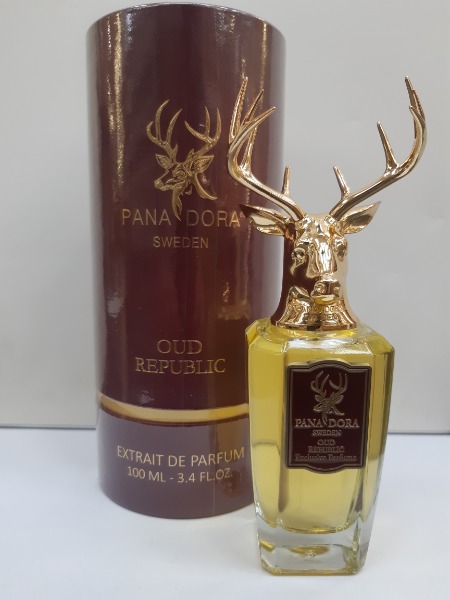 PANA DORA
SWEDEN
OUD
REPUBLIC
EXTRAIT DE PARFUM
100 ML - 3.4 FL.OZ.
PANA DORA
SWEDEN
OUD
REPUBLIC
Exclusive Perfume